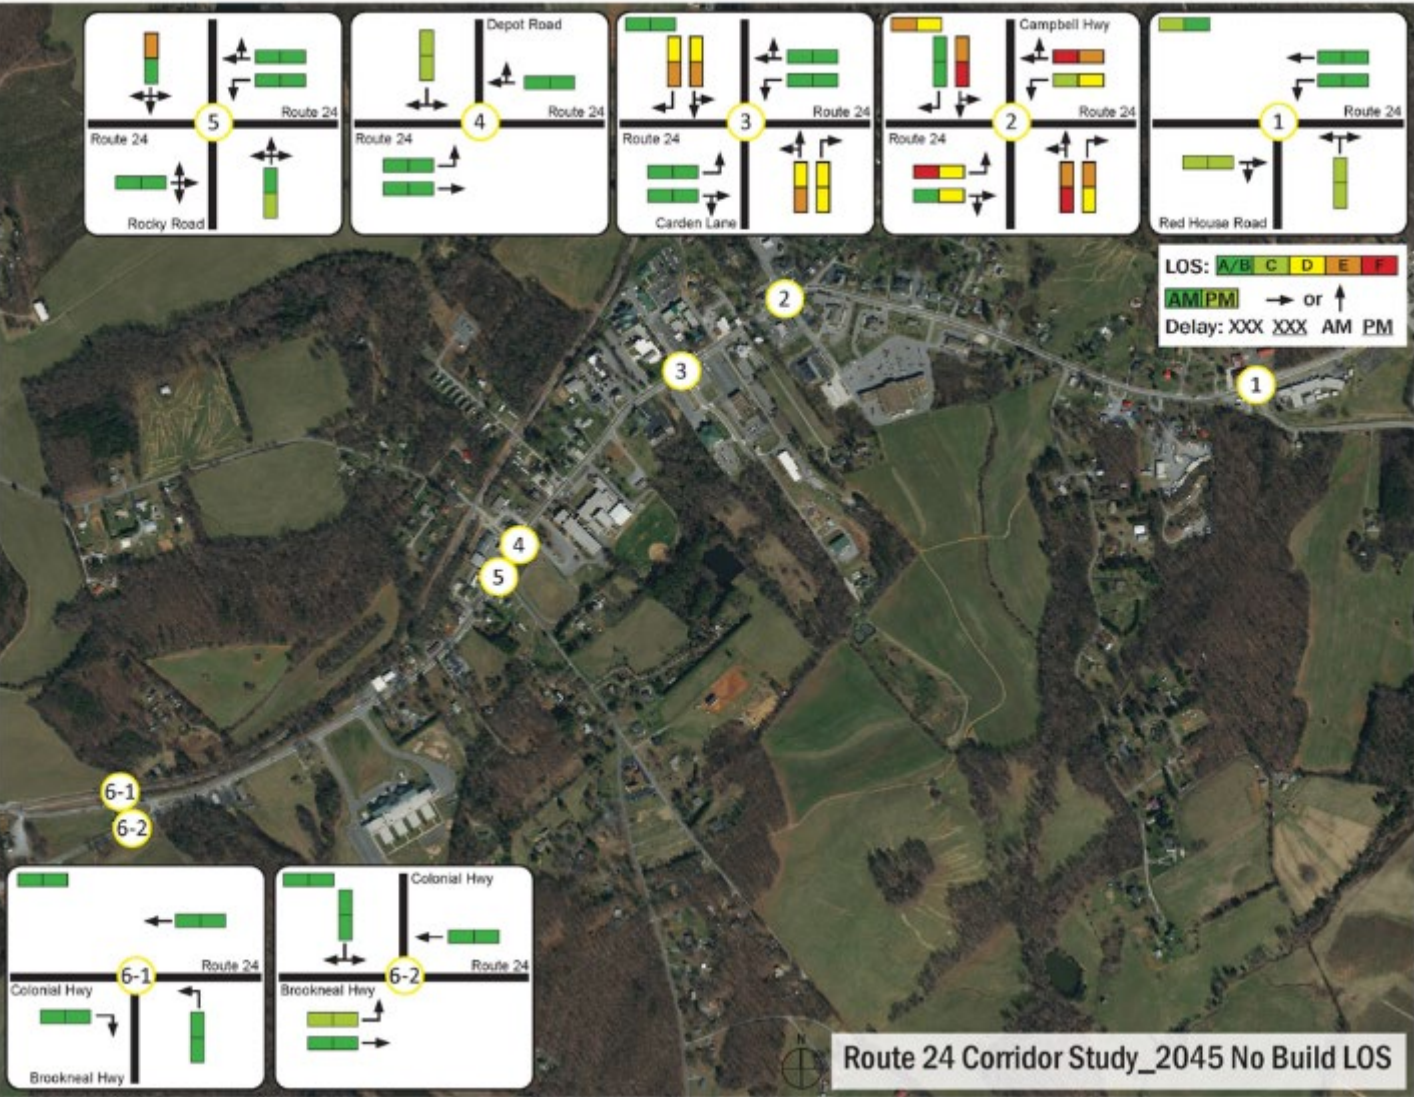 Route 24
5
Route 24
Rocky Road
Depot Road
Route 24
4
Route 24
Route 24
3
Route 24
Carden Lane
Campbell Hwy
Route 24
2
Route 24
Route 24
1
Red House Road
LOS: A/B C D E F
AM PM or
Delay: XXX XXX AM PM
2
3
1
4
5
6-1
6-2
Route 24
6-1
Colonial Hwy
Brookneal Hwy
Colonial Hwy
Route 24
6-2
Brookneal Hwy
N
Route 24 Corridor Study_2045 No Build LOS